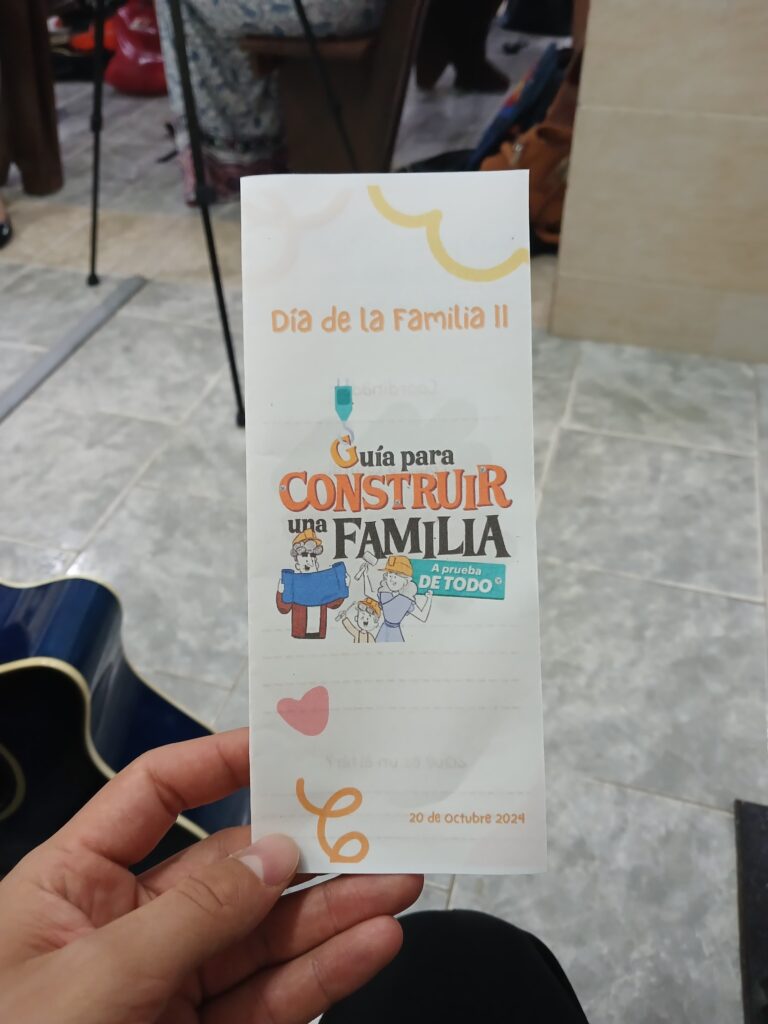 Día de la Familia II
Guía para
CONSTRUIR
una FAMILIA
A prueba
DE TODO
20 de Octubre 2024